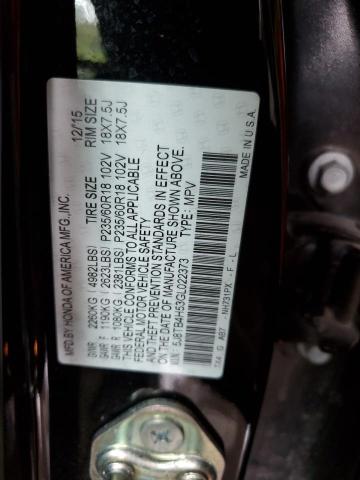 MFD. BY HONDA OF AMERICA MFG.,INC. 12/15
TIRE SIZE RIM SIZE
GVWR 2260KG ( 4982LBS)
GAWR F 1190KG ( 2623LBS) P235/60R18 102V 18X7.5J
GAWR R 1080KG ( 2381LBS) P235/60R18 102V 18X7.5J
THIS VEHICLE CONFORMS TO ALL APPLICABLE
FEDERAL MOTOR VEHICLE SAFETY
AND THEFT PREVENTION STANDARDS IN EFFECT
ON THE DATE OF MANUFACTURE SHOWN ABOVE.
5J8TB4H53GL022373 TYPE: MPV
TX4 G AB7 NH731PX - F - L
MADE IN U.S.A.